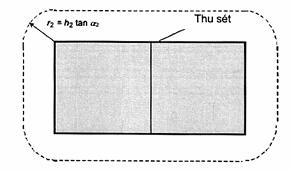 Thu sét
r₂ = h₂ tan α₂